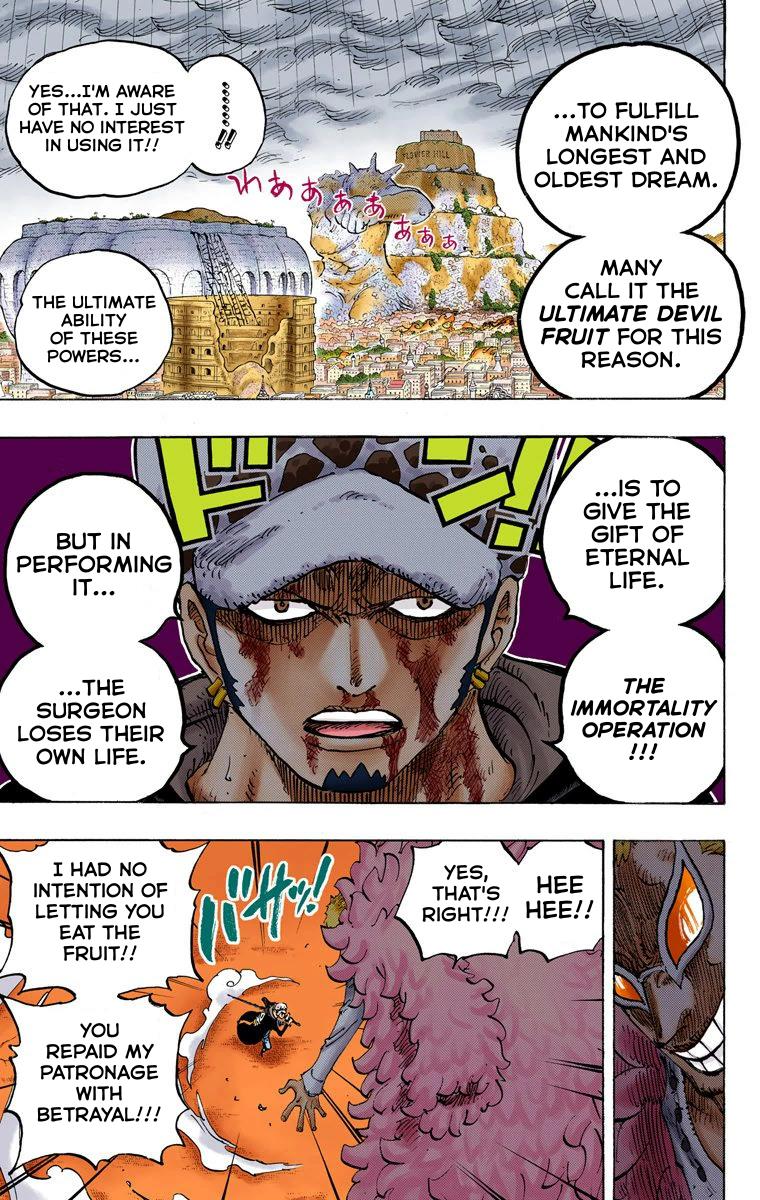 ...TO FULFILL
MANKIND'S
LONGEST AND
OLDEST DREAM.
MANY
CALL IT THE
ULTIMATE DEVIL
FRUIT FOR THIS
REASON.
FLOWER HILL
わぁぁぁぁぁぁぁ
........!!
YES...I'M AWARE
OF THAT. I JUST
HAVE NO INTEREST
IN USING IT!!
THE ULTIMATE
ABILITY
OF THESE
POWERS...
...IS TO
GIVE THE
GIFT OF
ETERNAL
LIFE.
THE
IMMORTALITY
OPERATION
!!!
ドン!!
BUT IN
PERFORMING
IT...
...THE
SURGEON
LOSES THEIR
OWN LIFE.
HEE
HEE!!
YES,
THAT'S
RIGHT!!!
バサッ!
I HAD NO
INTENTION OF
LETTING YOU
EAT THE
FRUIT!!
YOU
REPAID MY
PATRONAGE
WITH
BETRAYAL!!!